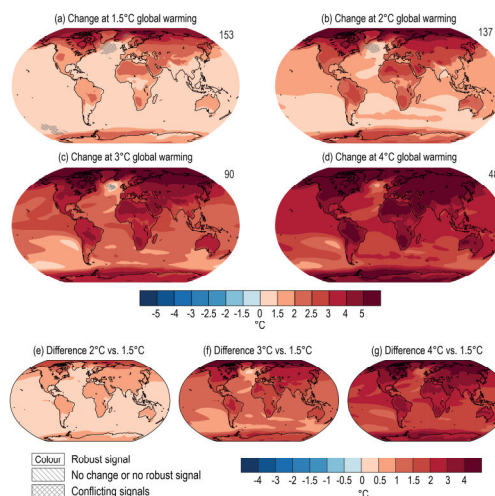 (a) Change at 1.5°C global warming
153
(b) Change at 2°C global warming
137
(c) Change at 3°C global warming
90
(d) Change at 4°C global warming
48
-5 -4 -3 -2.5 -2 -1.5 -1 0 1 1.5 2 2.5 3 4 5
°C
(e) Difference 2°C vs. 1.5°C
(f) Difference 3°C vs. 1.5°C
(g) Difference 4°C vs. 1.5°C
Colour Robust signal
No change or no robust signal
Conflicting signals
-4 -3 -2 -1.5 -1 -0.5 0 0.5 1 1.5 2 3 4
°C